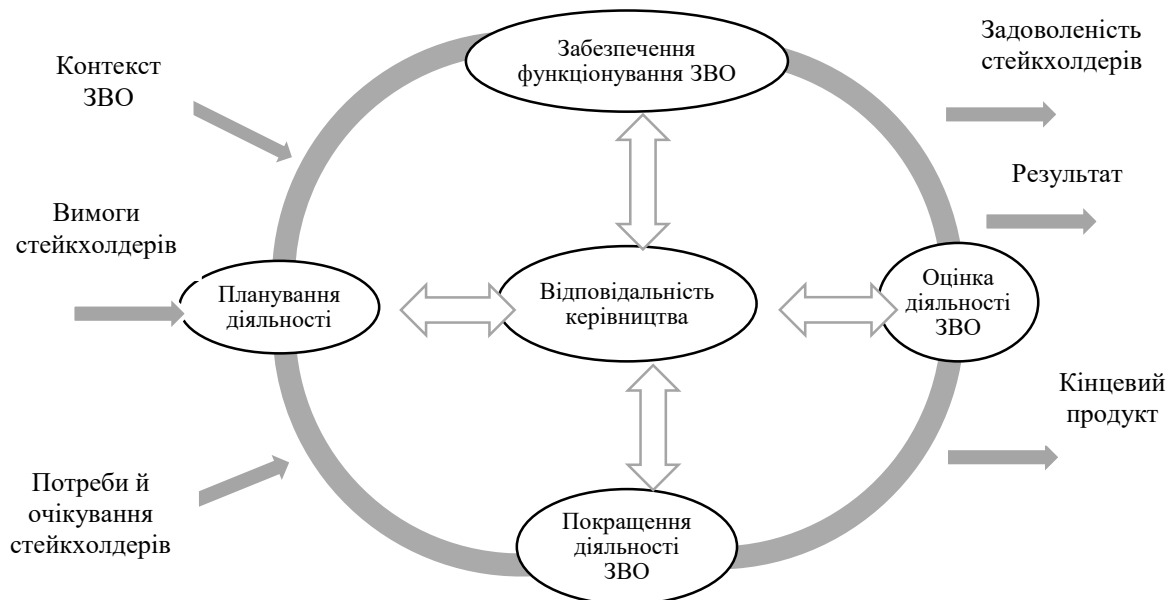 Контекст
ЗВО
Вимоги
стейкхолдерів
Потреби й
очікування
стейкхолдерів
Забезпечення
функціонування ЗВО
Планування
діяльності
Відповідальність
керівництва
Оцінка
діяльності
ЗВО
Покращення
діяльності
ЗВО
Задоволеність
стейкхолдерів
Результат
Кінцевий
продукт